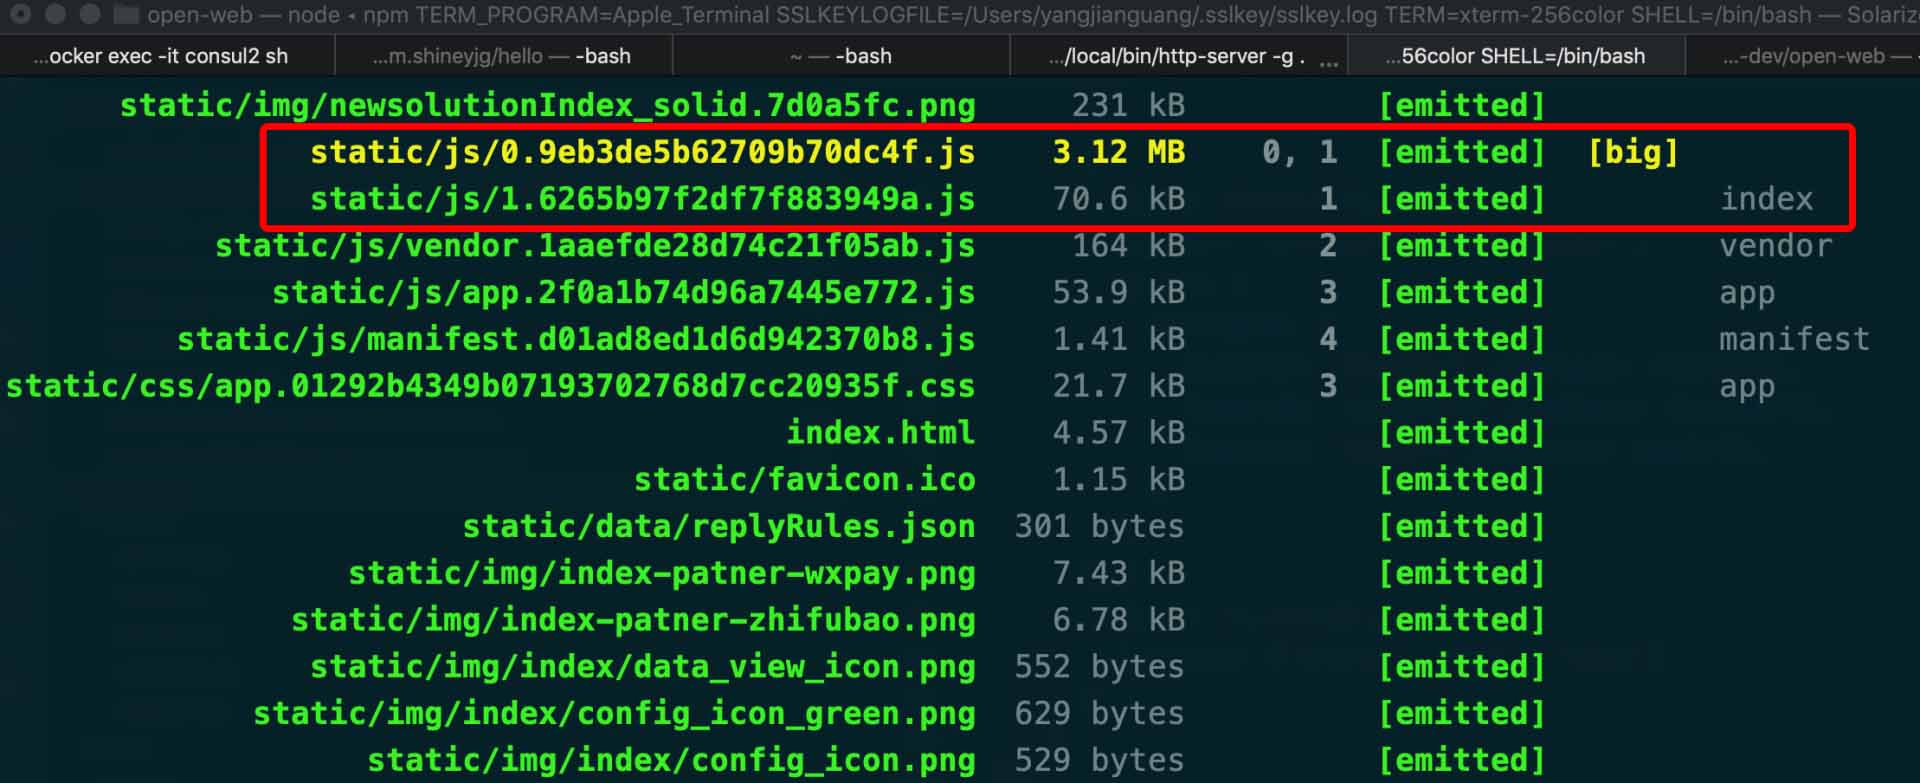 open-web — node ◂ npm TERM_PROGRAM=Apple_Terminal SSLKEYLOGFILE=/Users/yangjianguang/.sslkey/sslkey.log TERM=xterm-256color SHELL=/bin/bash — Solariz
...ocker exec -it consul2 sh ...m.shineyjg/hello — -bash ~ — -bash .../local/bin/http-server -g . ... ...56color SHELL=/bin/bash ...-dev/open-web —
static/img/newsolutionIndex_solid.7d0a5fc.png 231 kB [emitted]
static/js/0.9eb3de5b62709b70dc4f.js 3.12 MB 0, 1 [emitted] [big]
static/js/1.6265b97f2df7f883949a.js 70.6 kB 1 [emitted] index
static/js/vendor.1aaefde28d74c21f05ab.js 164 kB 2 [emitted] vendor
static/js/app.2f0a1b74d96a7445e772.js 53.9 kB 3 [emitted] app
static/js/manifest.d01ad8ed1d6d942370b8.js 1.41 kB 4 [emitted] manifest
static/css/app.01292b4349b07193702768d7cc20935f.css 21.7 kB 3 [emitted] app
index.html 4.57 kB [emitted]
static/favicon.ico 1.15 kB [emitted]
static/data/replyRules.json 301 bytes [emitted]
static/img/index-patner-wxpay.png 7.43 kB [emitted]
static/img/index-patner-zhifubao.png 6.78 kB [emitted]
static/img/index/data_view_icon.png 552 bytes [emitted]
static/img/index/config_icon_green.png 629 bytes [emitted]
static/img/index/config_icon.png 529 bytes [emitted]